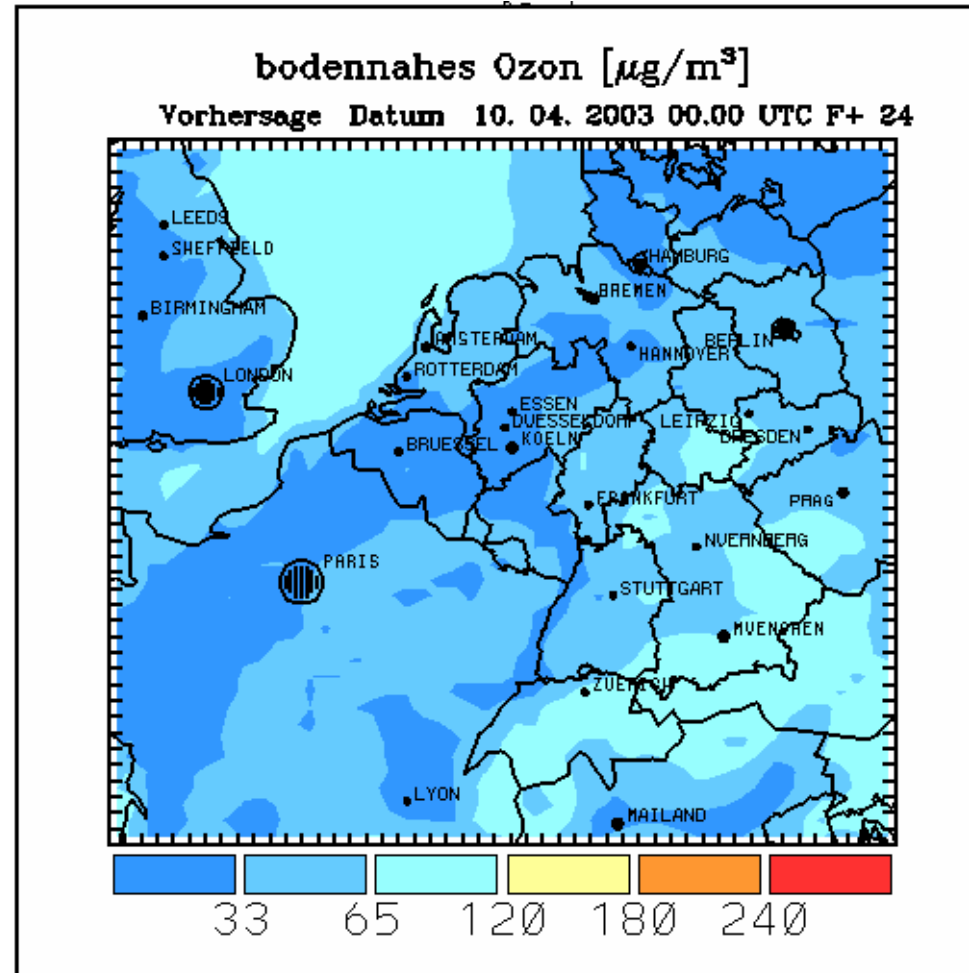 bodennahes Ozon [µg/m³]
Vorhersage Datum 10. 04. 2003 00.00 UTC F+ 24
LEEDS
SHEFFIELD
HAMBURG
BREMEN
BIRMINGHAM
BERLIN
AMSTERDAM
HANNOVER
ROTTERDAM
LONDON
ESSEN
DUESSELDORF
LEIPZIG
DRESDEN
BRUESSEL
KOELN
FRANKFURT
PRAG
NUERNBERG
PARIS
STUTTGART
MUENCHEN
ZUERICH
LYON
MAILAND
33 65 120 180 240